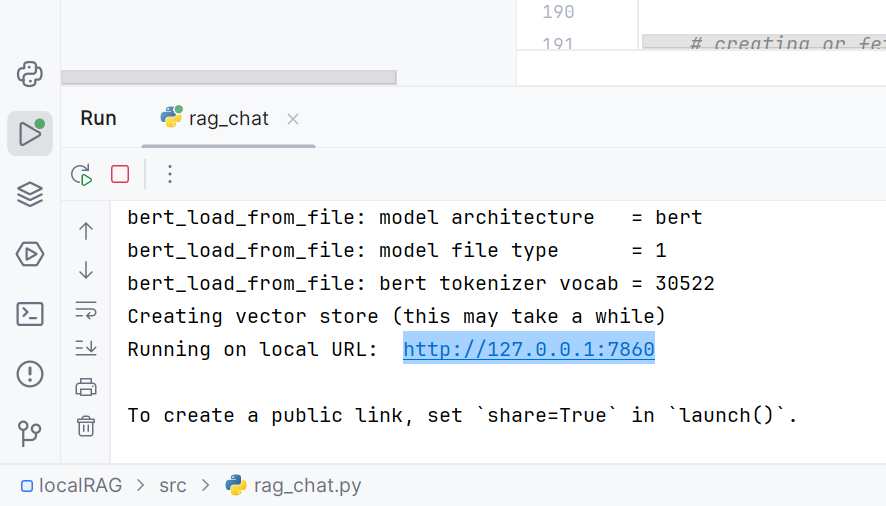 190
191 # creating or fe
Run rag_chat
bert_load_from_file: model architecture   = bert
bert_load_from_file: model file type      = 1
bert_load_from_file: bert tokenizer vocab = 30522
Creating vector store (this may take a while)
Running on local URL:  http://127.0.0.1:7860
To create a public link, set `share=True` in `launch()`.
localRAG > src > rag_chat.py